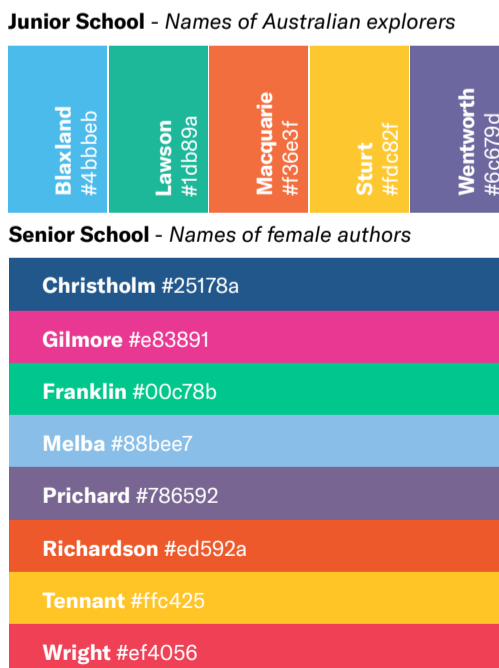 Junior School - Names of Australian explorers
Blaxland
#4bbbeb
Lawson
#1db89a
Macquarie
#f36e3f
Sturt
#fdc82f
Wentworth
#6c679d
Senior School - Names of female authors
Christholm #25178a
Gilmore #e83891
Franklin #00c78b
Melba #88bee7
Prichard #786592
Richardson #ed592a
Tennant #ffc425
Wright #ef4056